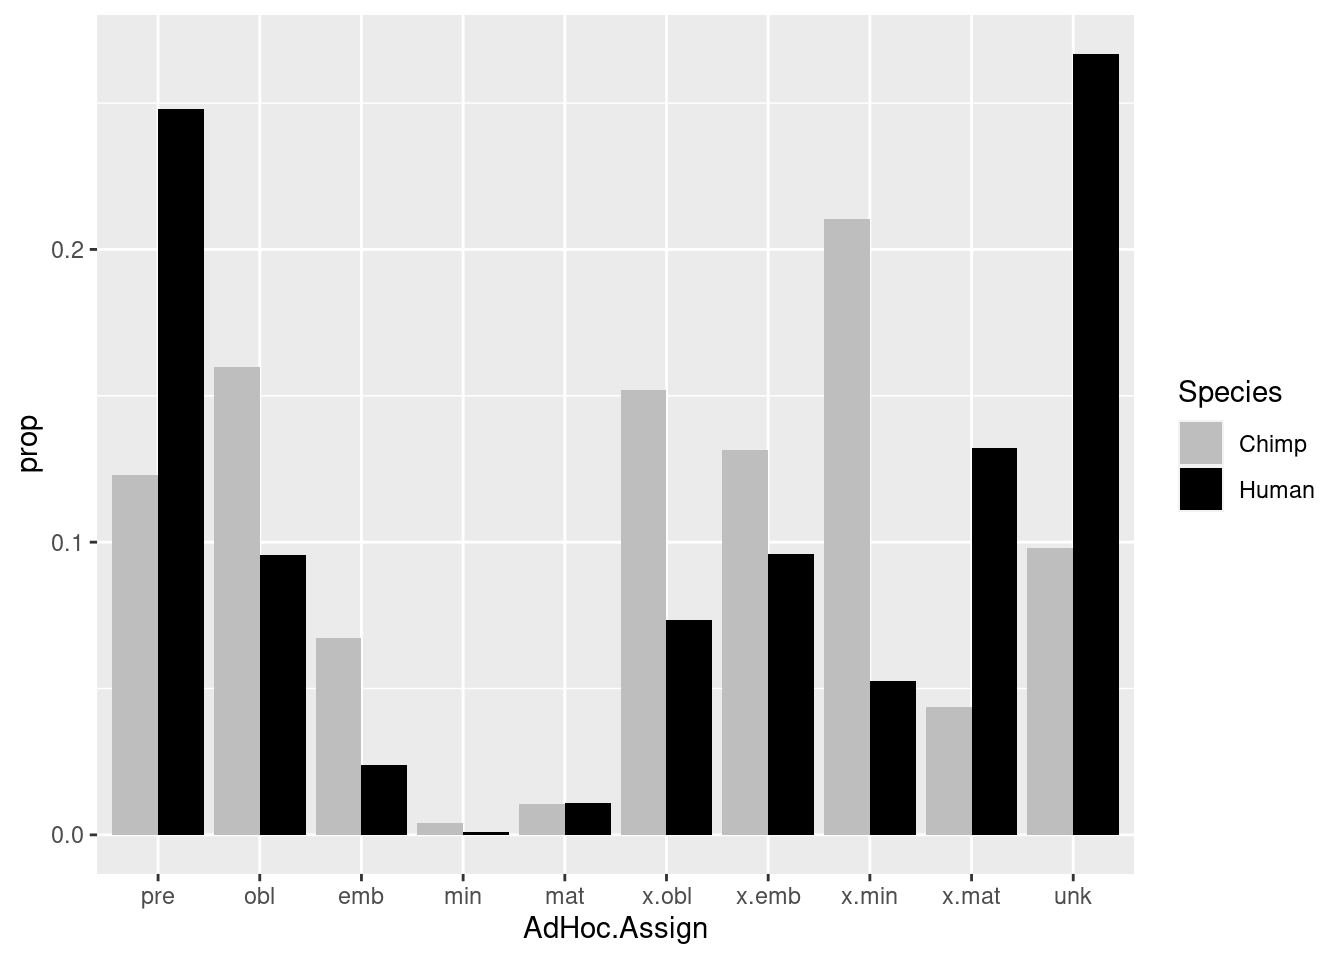 prop
0.2
0.1
0.0
pre obl emb min mat x.obl x.emb x.min x.mat unk
AdHoc.Assign
Species
Chimp
Human